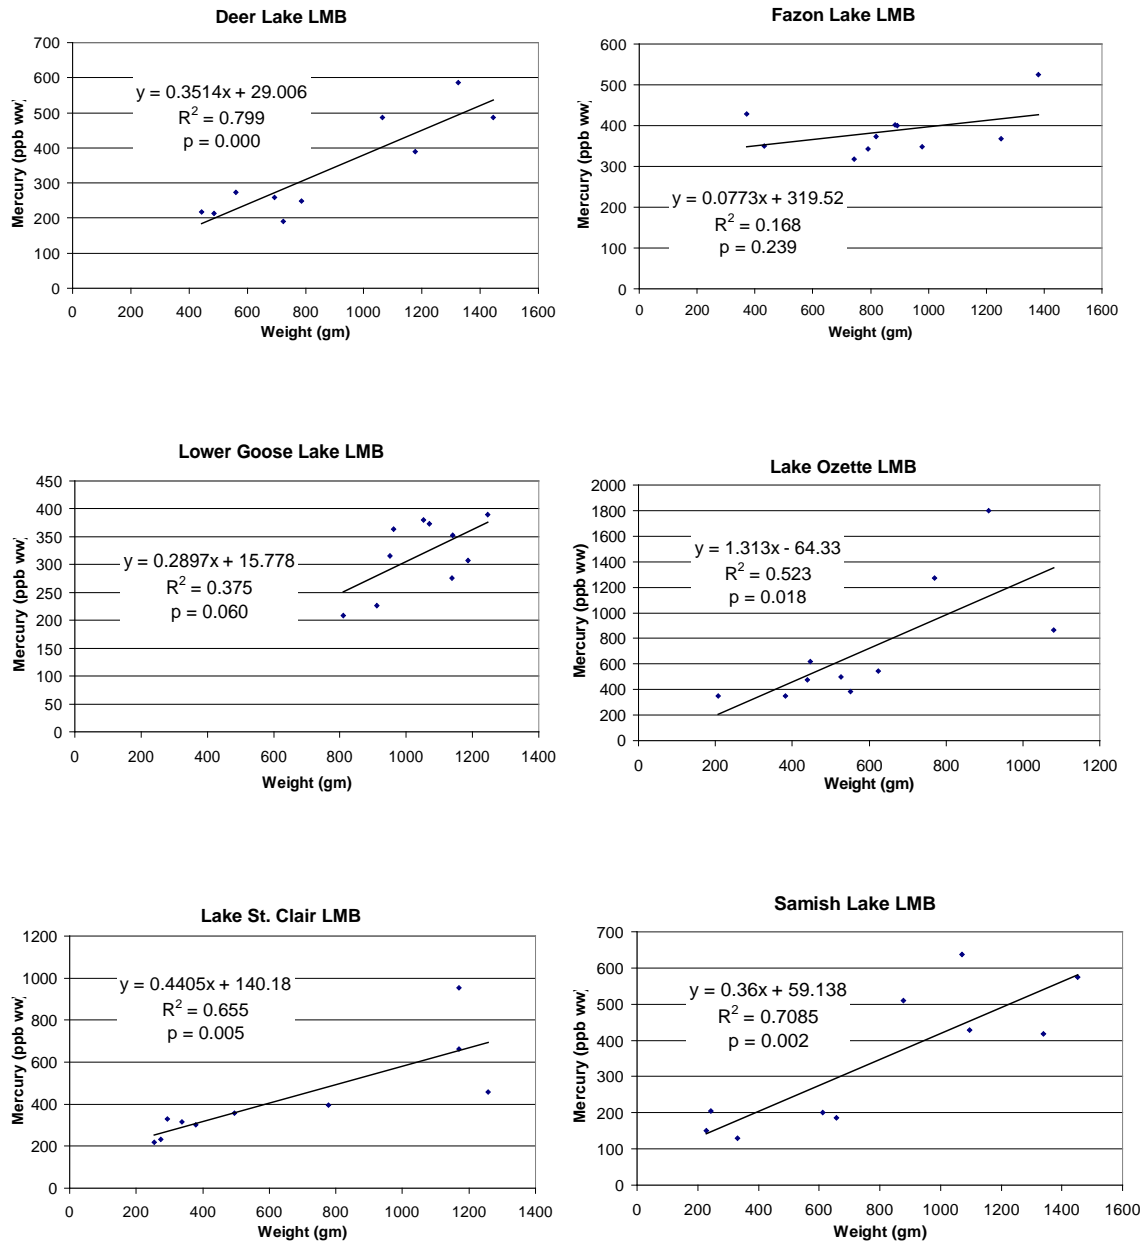 Deer Lake LMB
700
600
500
400
300
200
100
0
y = 0.3514x + 29.006
R² = 0.799
p = 0.000
Mercury (ppb ww)
0 200 400 600 800 1000 1200 1400 1600
Weight (gm)
Fazon Lake LMB
600
500
400
300
200
100
0
y = 0.0773x + 319.52
R² = 0.168
p = 0.239
Mercury (ppb ww)
0 200 400 600 800 1000 1200 1400 1600
Weight (gm)
Lower Goose Lake LMB
450
400
350
300
250
200
150
100
50
0
y = 0.2897x + 15.778
R² = 0.375
p = 0.060
Mercury (ppb ww)
0 200 400 600 800 1000 1200 1400
Weight (gm)
Lake Ozette LMB
2000
1800
1600
1400
1200
1000
800
600
400
200
0
y = 1.313x - 64.33
R² = 0.523
p = 0.018
Mercury (ppb ww)
0 200 400 600 800 1000 1200
Weight (gm)
Lake St. Clair LMB
1200
1000
800
600
400
200
0
y = 0.4405x + 140.18
R² = 0.655
p = 0.005
Mercury (ppb ww)
0 200 400 600 800 1000 1200 1400
Weight (gm)
Samish Lake LMB
700
600
500
400
300
200
100
0
y = 0.36x + 59.138
R² = 0.7085
p = 0.002
Mercury (ppb ww)
0 200 400 600 800 1000 1200 1400 1600
Weight (gm)